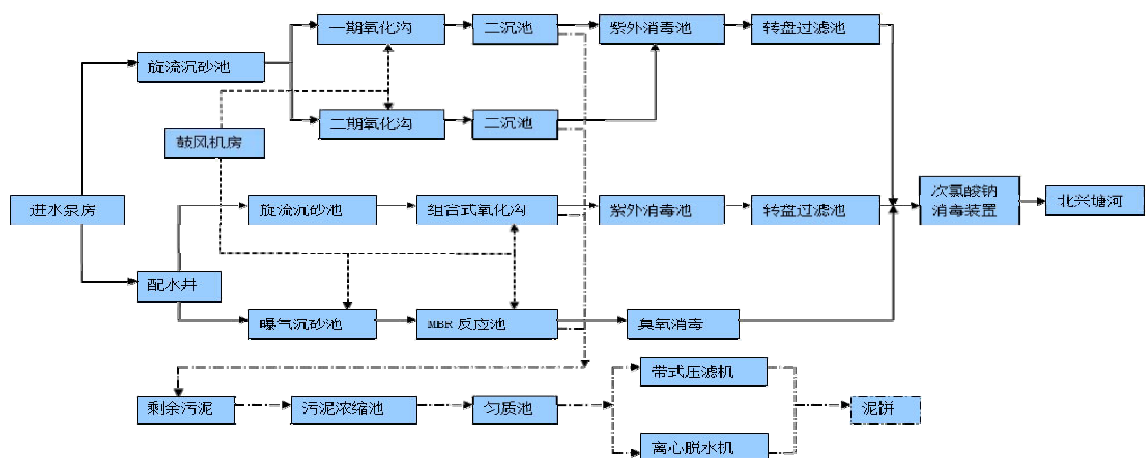 一期氧化沟
二沉池
紫外消毒池
转盘过滤池
旋流沉砂池
二期氧化沟
二沉池
鼓风机房
进水泵房
旋流沉砂池
组合式氧化沟
紫外消毒池
转盘过滤池
次氯酸钠
消毒装置
北兴塘河
配水井
曝气沉砂池
MBR 反应池
臭氧消毒
带式压滤机
剩余污泥
污泥浓缩池
匀质池
泥饼
离心脱水机